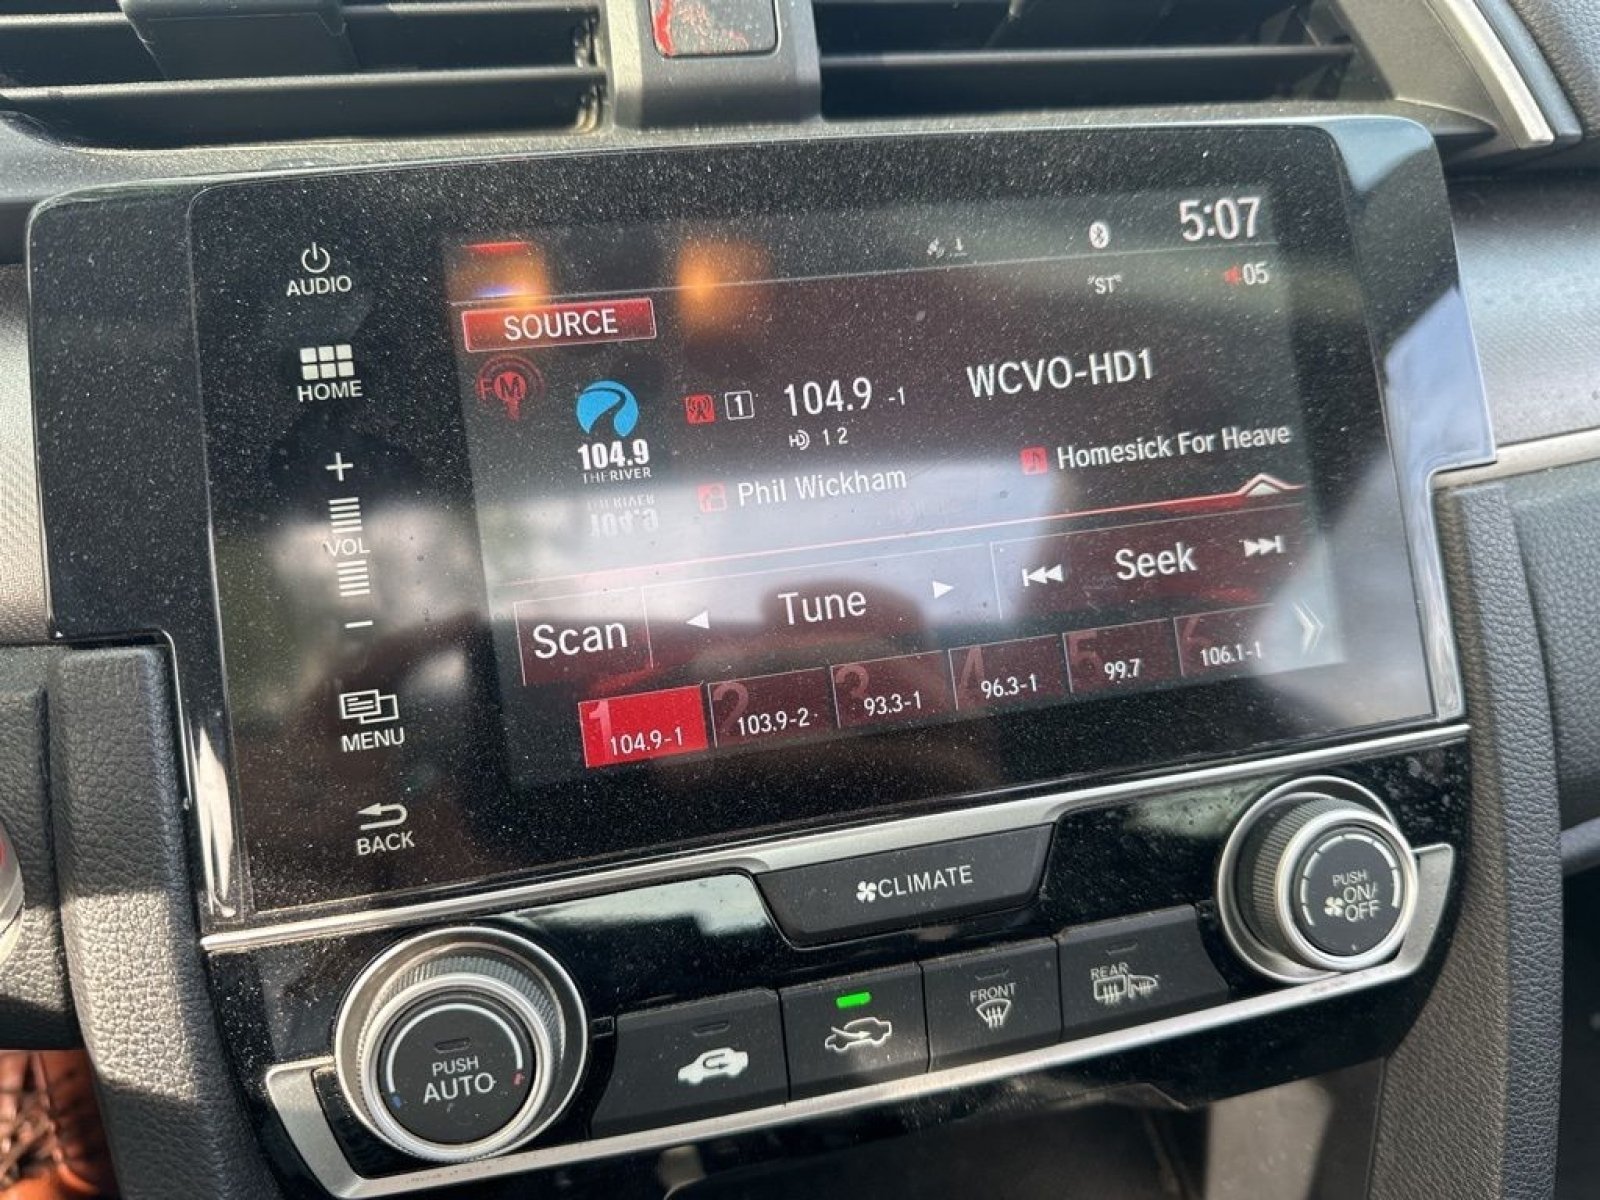 5:07
AUDIO
"ST"
05
SOURCE
HOME
FM
104.9
THE RIVER
1
104.9 -1
WCVO-HD1
HD 1 2
Phil Wickham
Homesick For Heave
+
VOL
−
Scan
Tune
Seek
1 104.9-1
2 103.9-2
3 93.3-1
4 96.3-1
5 99.7
6 106.1-1
MENU
BACK
CLIMATE
PUSH
ON/
OFF
PUSH
AUTO
FRONT
REAR